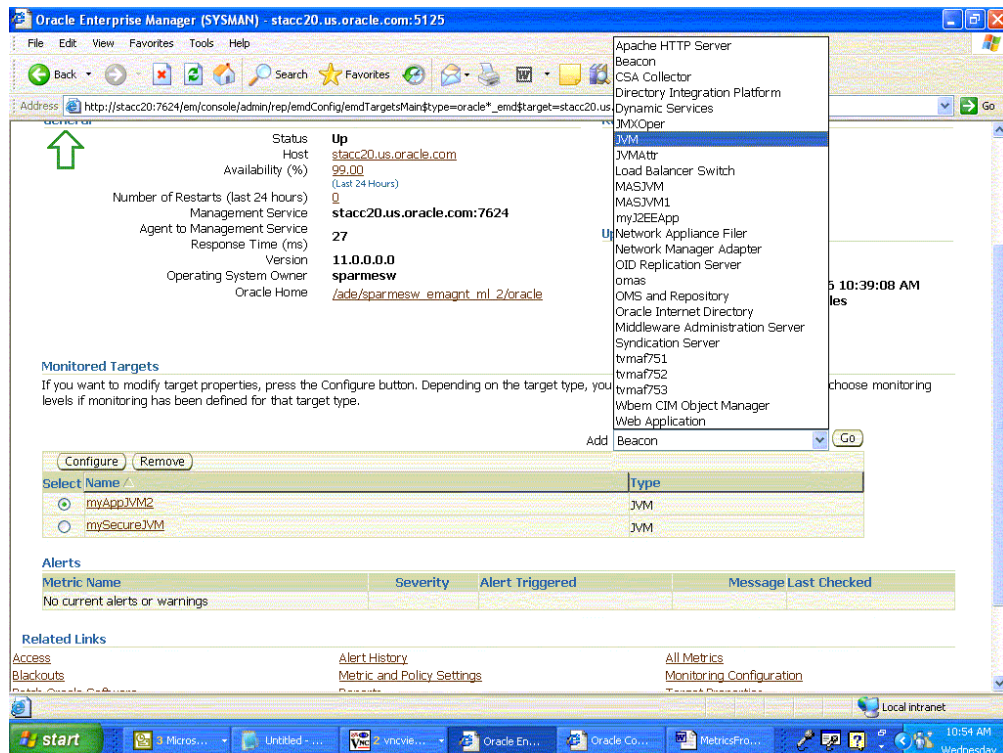 Oracle Enterprise Manager (SYSMAN) - stacc20.us.oracle.com:5125
File Edit View Favorites Tools Help
Back Search Favorites
Address http://stacc20:7624/em/console/admin/rep/emdConfig/emdTargetsMain$type=oracle*_emd$target=stacc20.us. Go
General
Status Up
Host stacc20.us.oracle.com
Availability (%) 99.00
(Last 24 Hours)
Number of Restarts (last 24 hours) 0
Management Service stacc20.us.oracle.com:7624
Agent to Management Service
Response Time (ms) 27
Version 11.0.0.0.0
Operating System Owner sparmesw
Oracle Home /ade/sparmesw_emagnt_ml_2/oracle
10:39:08 AM
Apache HTTP Server
Beacon
CSA Collector
Directory Integration Platform
Dynamic Services
JMXOper
JVM
JVMAttr
Load Balancer Switch
MASJVM
MASJVM1
myJ2EEApp
Network Appliance Filer
Network Manager Adapter
OID Replication Server
omas
OMS and Repository
Oracle Internet Directory
Middleware Administration Server
Syndication Server
tvmaf751
tvmaf752
tvmaf753
Wbem CIM Object Manager
Web Application
Monitored Targets
If you want to modify target properties, press the Configure button. Depending on the target type, you choose monitoring
levels if monitoring has been defined for that target type.
Add Beacon Go
Configure Remove
Select Name Type
myAppJVM2 JVM
mySecureJVM JVM
Alerts
Metric Name Severity Alert Triggered Message Last Checked
No current alerts or warnings
Related Links
Access Alert History All Metrics
Blackouts Metric and Policy Settings Monitoring Configuration
Local intranet
start 3 Micros... Untitled - ... 2 vncvie... Oracle En... Oracle Co... MetricsFro... 10:54 AM
Wednesday